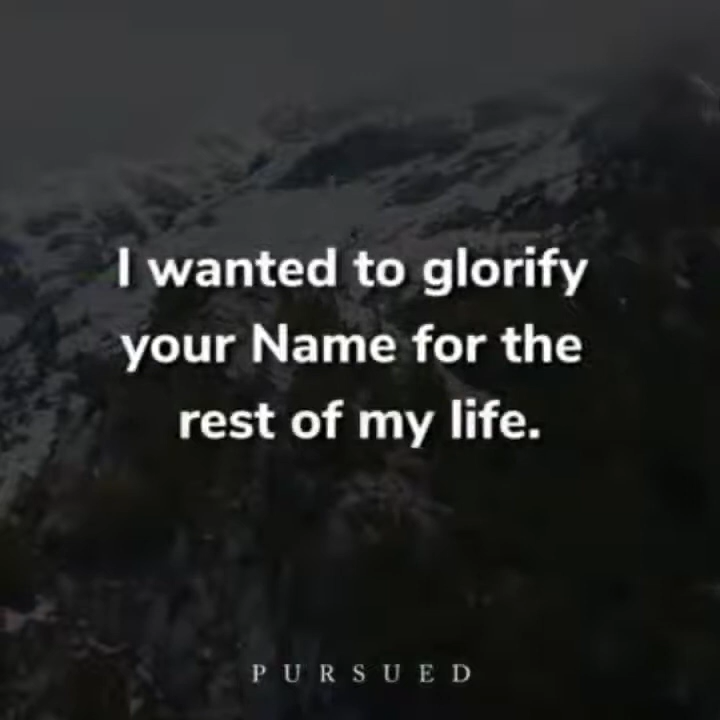 I wanted to glorify
your Name for the
rest of my life.
PURSUED